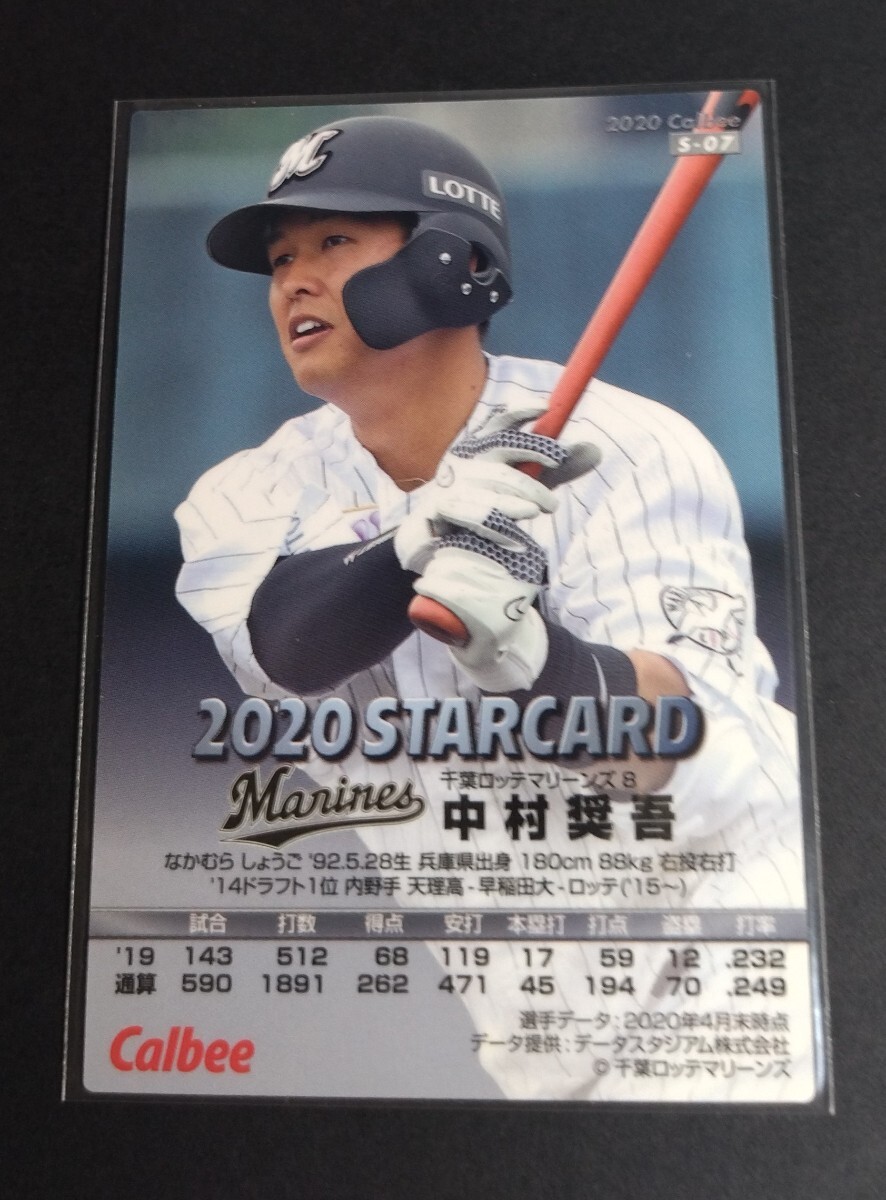 2020 Calbee
S-07
M
LOTTE
2020 STARCARD
千葉ロッテマリーンズ 8
Marines
中村奨吾
なかむら しょうご '92.5.28生 兵庫県出身 180cm 88kg 右投右打
'14ドラフト1位 内野手 天理高-早稲田大-ロッテ('15〜)
試合 打数 得点 安打 本塁打 打点 盗塁 打率
'19 143 512 68 119 17 59 12 .232
通算 590 1891 262 471 45 194 70 .249
選手データ:2020年4月末時点
データ提供:データスタジアム株式会社
Calbee
©千葉ロッテマリーンズ